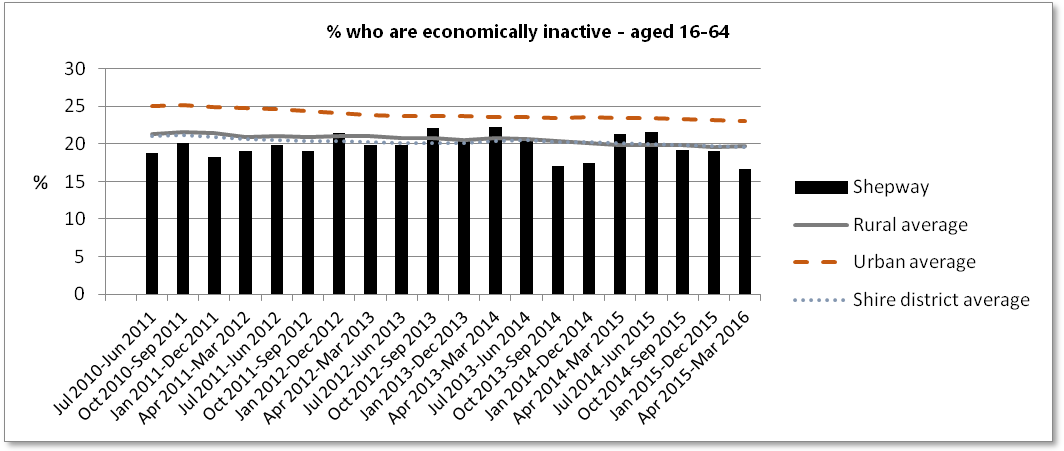 % who are economically inactive - aged 16-64
30
25
20
15
10
5
0
%
Jul 2010-Jun 2011
Oct 2010-Sep 2011
Jan 2011-Dec 2011
Apr 2011-Mar 2012
Jul 2011-Jun 2012
Oct 2011-Sep 2012
Jan 2012-Dec 2012
Apr 2012-Mar 2013
Jul 2012-Jun 2013
Oct 2012-Sep 2013
Jan 2013-Dec 2013
Apr 2013-Mar 2014
Jul 2013-Jun 2014
Oct 2013-Sep 2014
Jan 2014-Dec 2014
Apr 2014-Mar 2015
Jul 2014-Jun 2015
Oct 2014-Sep 2015
Jan 2015-Dec 2015
Apr 2015-Mar 2016
Shepway
Rural average
Urban average
Shire district average